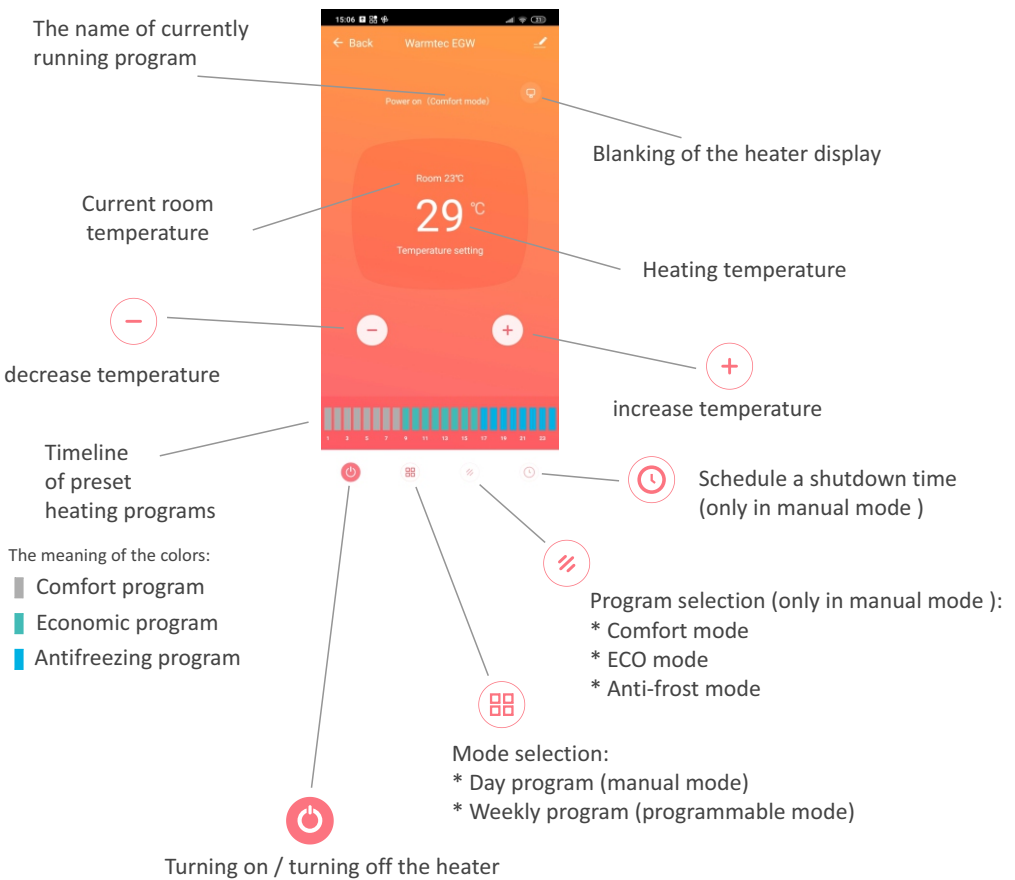 The name of currently
running program
15:06
33
Back
Warmtec EGW
Power on (Comfort mode)
Blanking of the heater display
Room 23℃
Current room
temperature
29 ℃
Temperature setting
Heating temperature
decrease temperature
increase temperature
1 3 5 7 9 11 13 15 17 19 21 23
Timeline
of preset
heating programs
Schedule a shutdown time
(only in manual mode )
The meaning of the colors:
Comfort program
Economic program
Antifreezing program
Program selection (only in manual mode ):
* Comfort mode
* ECO mode
* Anti-frost mode
Mode selection:
* Day program (manual mode)
* Weekly program (programmable mode)
Turning on / turning off the heater